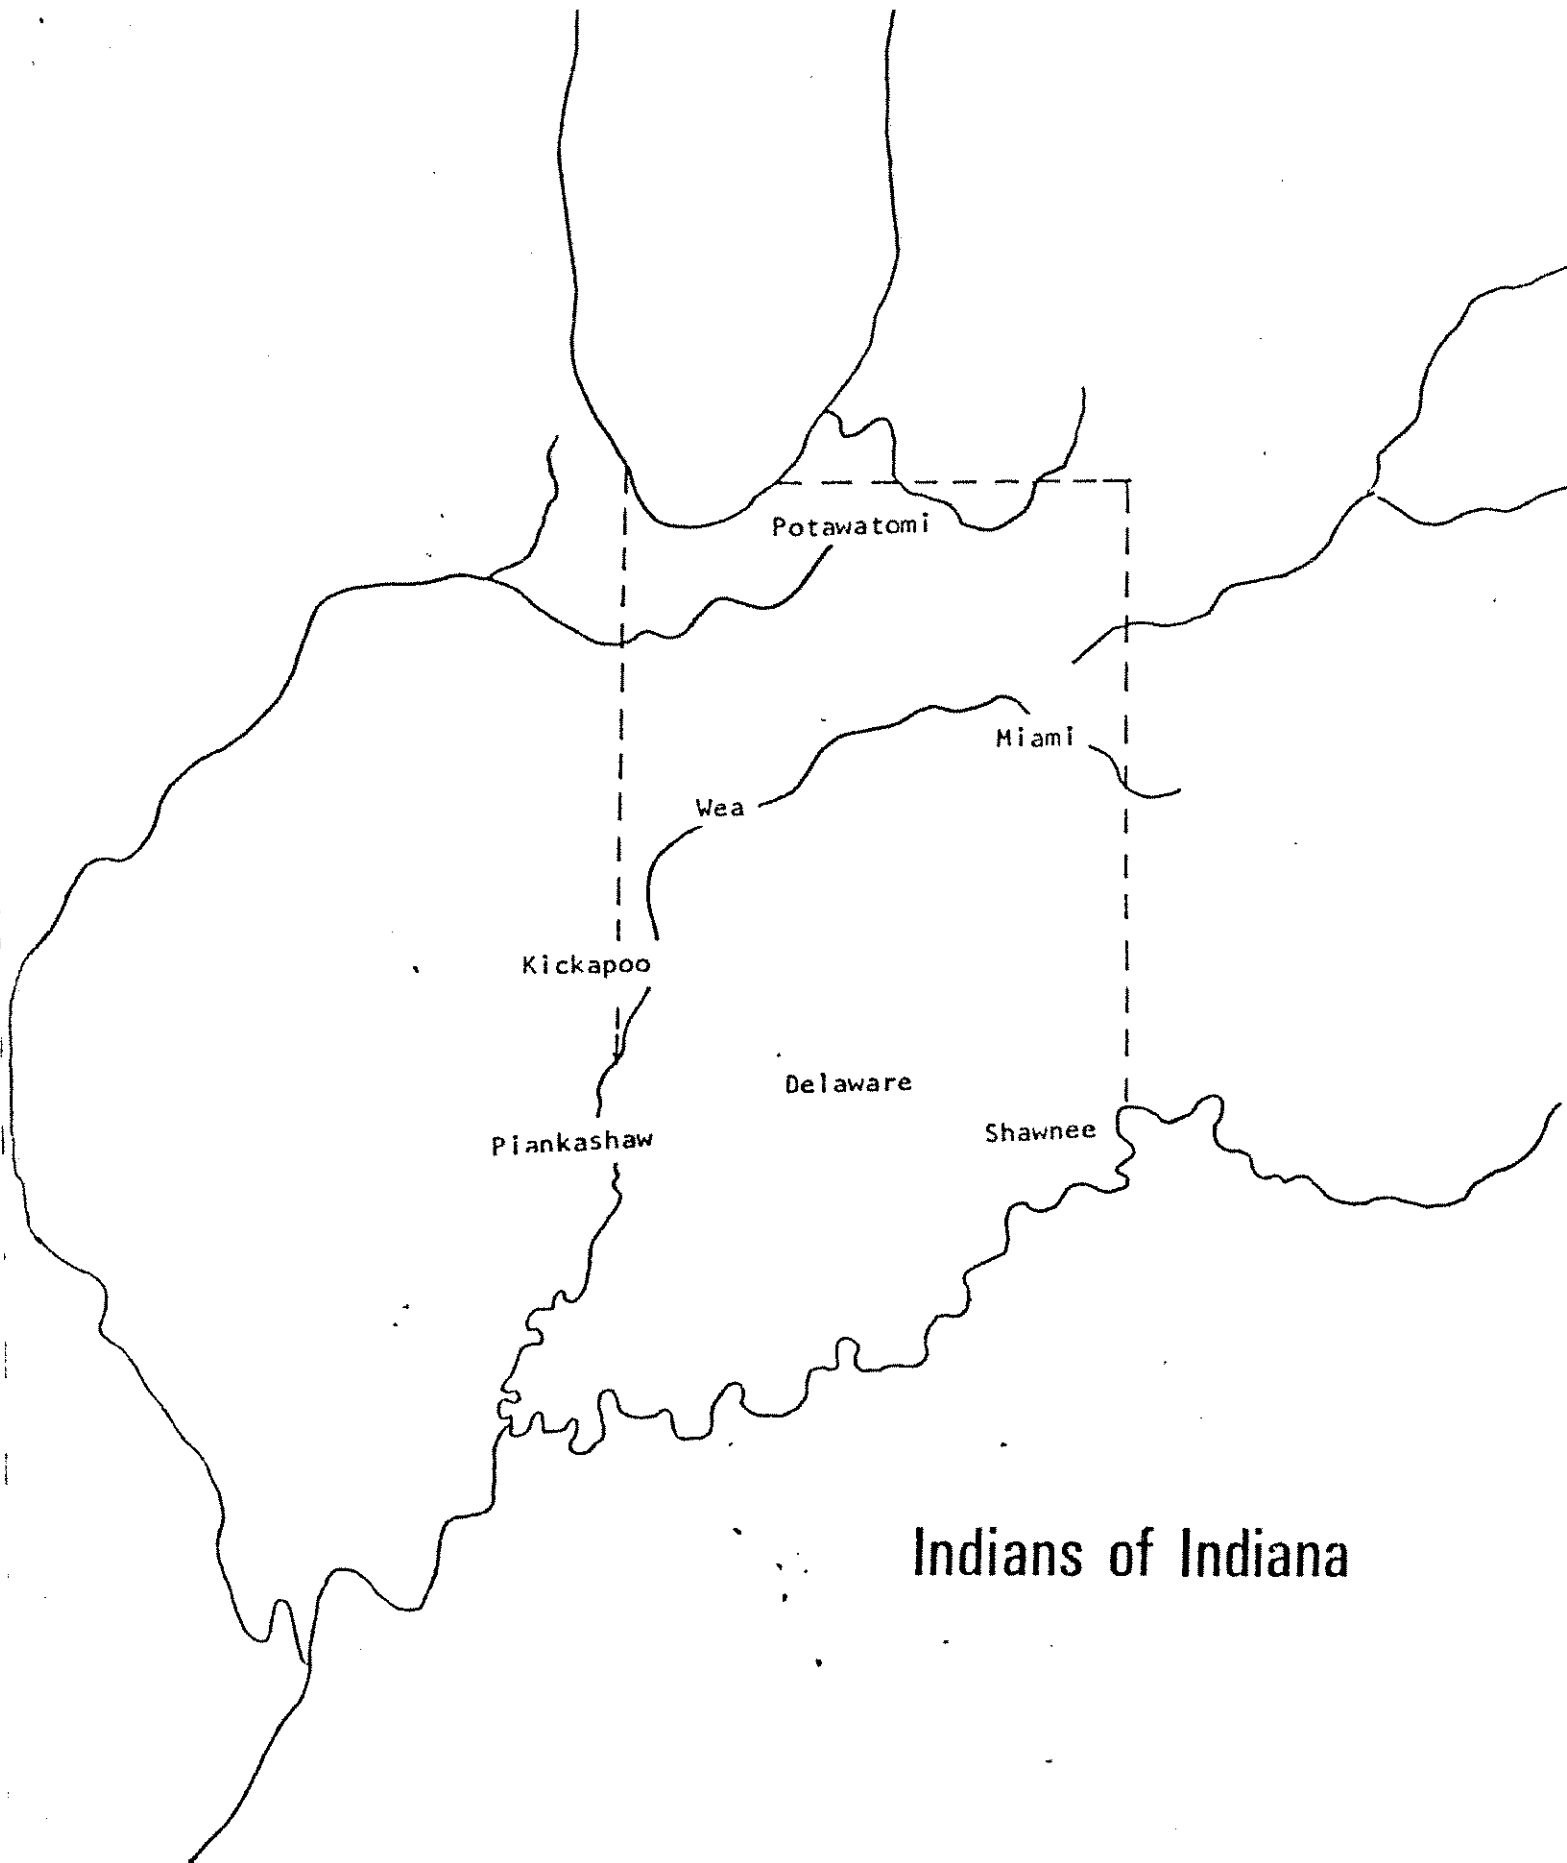 Potawatomi
Miami
Wea
Kickapoo
Delaware
Shawnee
Piankashaw
Indians of Indiana